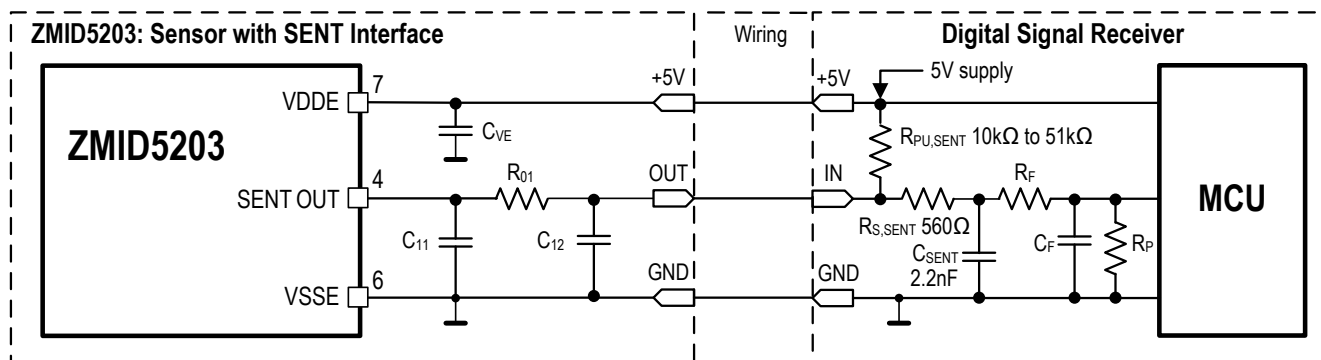 ZMID5203: Sensor with SENT Interface
Wiring
Digital Signal Receiver
7
VDDE
+5V
+5V
5V supply
ZMID5203
CVE
RPU,SENT 10kΩ to 51kΩ
MCU
4
SENT OUT
R01
OUT
IN
RF
RS,SENT 560Ω
C11
C12
CSENT
2.2nF
CF
RP
6
VSSE
GND
GND